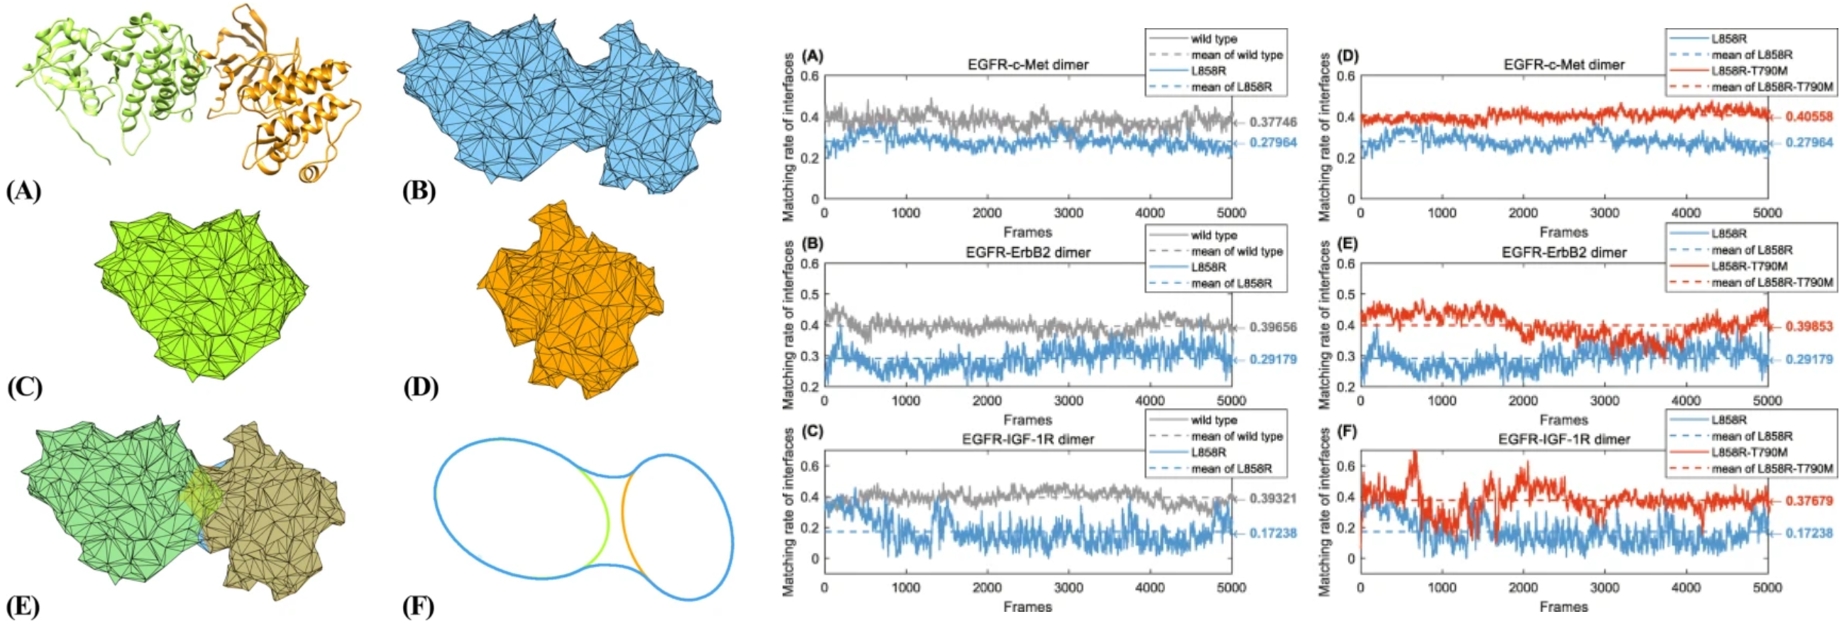 (A)
(B)
(C)
(D)
(E)
(F)
(A)
EGFR-c-Met dimer
wild type
mean of wild type
L858R
mean of L858R
Matching rate of interfaces
0.6
0.4
0.2
0
0.37746
0.27964
0 1000 2000 3000 4000 5000
Frames
(B)
EGFR-ErbB2 dimer
wild type
mean of wild type
L858R
mean of L858R
Matching rate of interfaces
0.6
0.5
0.4
0.3
0.2
0.39656
0.29179
0 1000 2000 3000 4000 5000
Frames
(C)
EGFR-IGF-1R dimer
wild type
mean of wild type
L858R
mean of L858R
Matching rate of interfaces
0.6
0.4
0.2
0
0.39321
0.17238
0 1000 2000 3000 4000 5000
Frames
(D)
EGFR-c-Met dimer
L858R
mean of L858R
L858R-T790M
mean of L858R-T790M
Matching rate of interfaces
0.6
0.4
0.2
0
0.40558
0.27964
0 1000 2000 3000 4000 5000
Frames
(E)
EGFR-ErbB2 dimer
L858R
mean of L858R
L858R-T790M
mean of L858R-T790M
Matching rate of interfaces
0.6
0.5
0.4
0.3
0.2
0.39853
0.29179
0 1000 2000 3000 4000 5000
Frames
(F)
EGFR-IGF-1R dimer
L858R
mean of L858R
L858R-T790M
mean of L858R-T790M
Matching rate of interfaces
0.6
0.4
0.2
0
0.37679
0.17238
0 1000 2000 3000 4000 5000
Frames